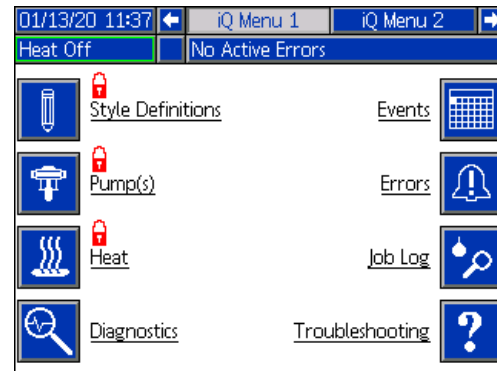 01/13/20 11:37 iQ Menu 1 iQ Menu 2
Heat Off No Active Errors
Style Definitions Events
Pump(s) Errors
Heat Job Log
Diagnostics Troubleshooting